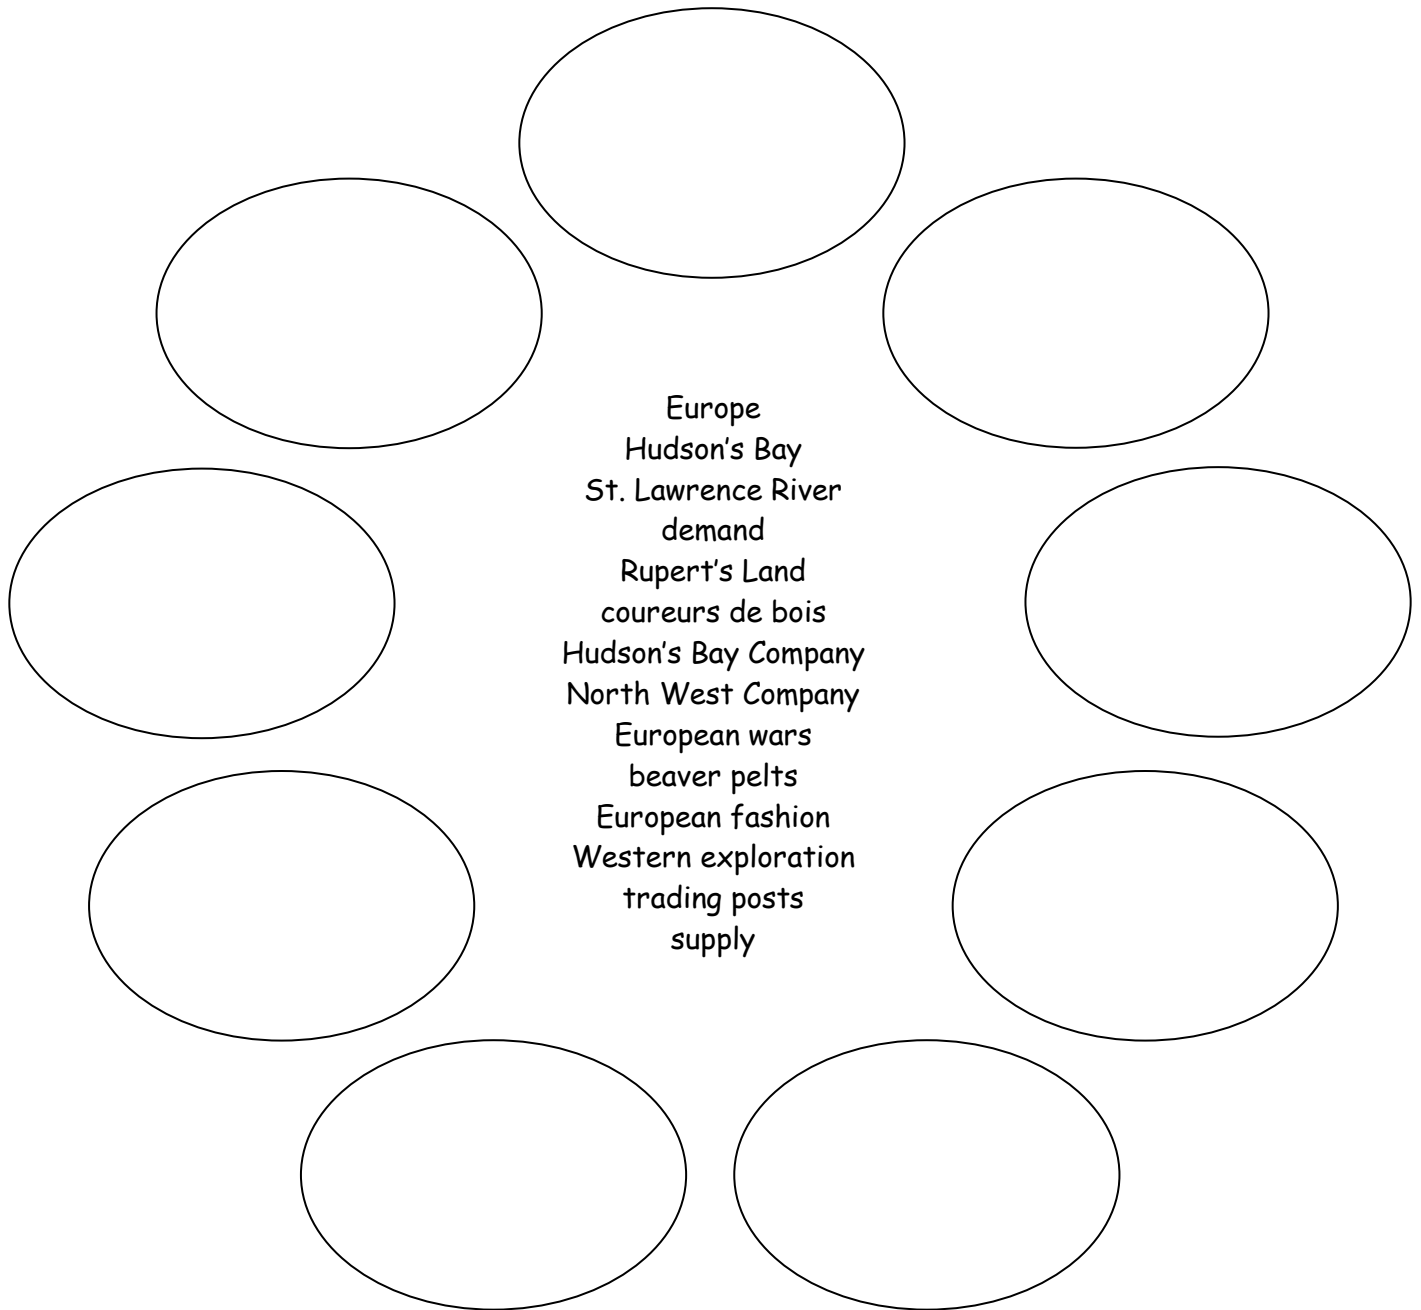 Europe
Hudson's Bay
St. Lawrence River
demand
Rupert's Land
coureurs de bois
Hudson's Bay Company
North West Company
European wars
beaver pelts
European fashion
Western exploration
trading posts
supply